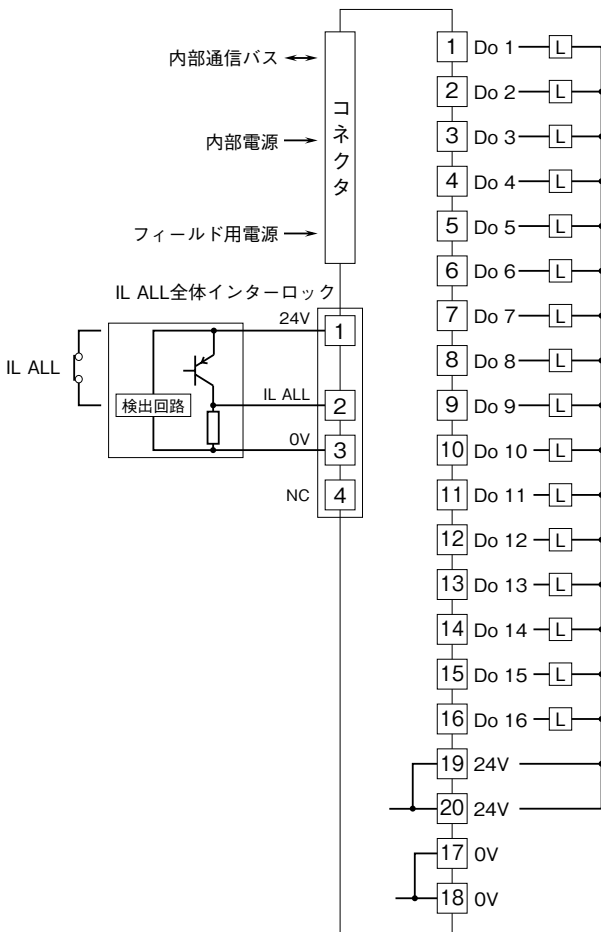 内部通信バス
内部電源
フィールド用電源
コネクタ
IL ALL全体インターロック
24V
1
IL ALL
検出回路
IL ALL
2
0V
3
NC
4
1 Do 1 L
2 Do 2 L
3 Do 3 L
4 Do 4 L
5 Do 5 L
6 Do 6 L
7 Do 7 L
8 Do 8 L
9 Do 9 L
10 Do 10 L
11 Do 11 L
12 Do 12 L
13 Do 13 L
14 Do 14 L
15 Do 15 L
16 Do 16 L
19 24V
20 24V
17 0V
18 0V